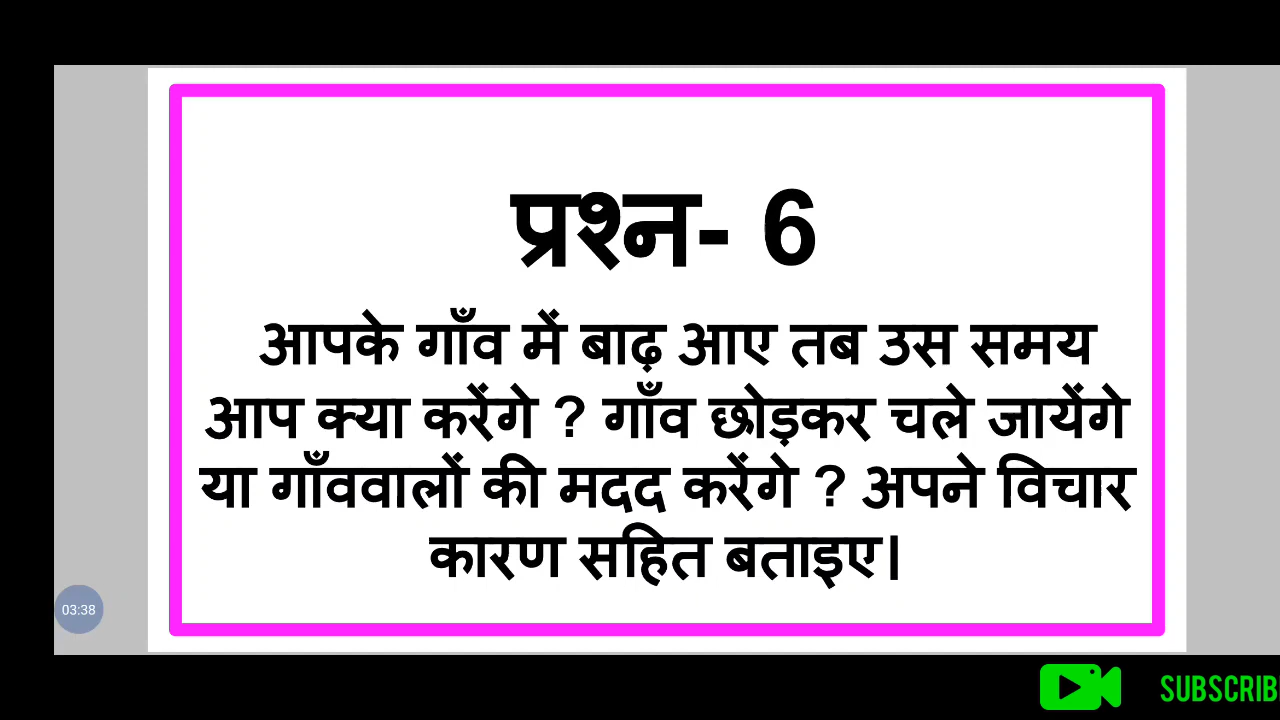 प्रश्न- 6
आपके गाँव में बाढ़ आए तब उस समय
आप क्या करेंगे ? गाँव छोड़कर चले जायेंगे
या गाँववालों की मदद करेंगे ? अपने विचार
कारण सहित बताइए।
03:38
SUBSCRIB